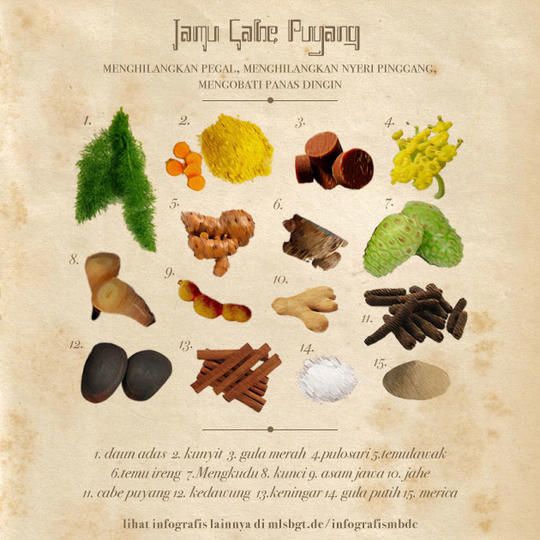 Jamu Cabe Puyang
MENGHILANGKAN PEGAL, MENGHILANGKAN NYERI PINGGANG,
MENGOBATI PANAS DINGIN
1.
2.
3.
4.
5.
6.
7.
8.
9.
10.
11.
12.
13.
14.
15.
1. daun adas 2. kunyit 3. gula merah 4.pulosari 5.temulawak
6.temu ireng 7.Mengkudu 8. kunci 9. asam jawa 10. jahe
11. cabe puyang 12. kedawung 13.keningar 14. gula putih 15. merica
lihat infografis lainnya di mlsbgt.de/infografismbdc